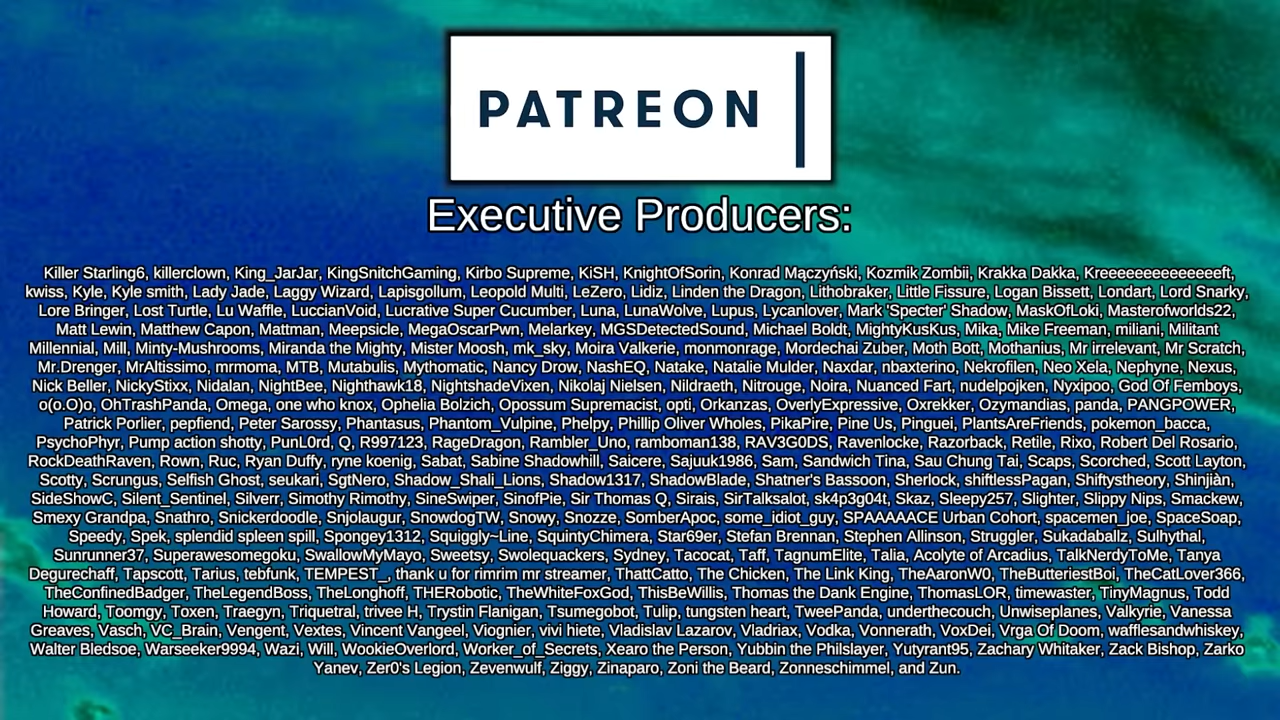 PATREON
Executive Producers:
Killer Starling6, killerclown, King_JarJar, KingSnitchGaming, Kirbo Supreme, KiSH, KnightOfSorin, Konrad Mączyński, Kozmik Zombii, Krakka Dakka, Kreeeeeeeeeeeeeeft,
kwiss, Kyle, Kyle smith, Lady Jade, Laggy Wizard, Lapisgollum, Leopold Multi, LeZero, Lidiz, Linden the Dragon, Lithobraker, Little Fissure, Logan Bissett, Londart, Lord Snarky,
Lore Bringer, Lost Turtle, Lu Waffle, LuccianVoid, Lucrative Super Cucumber, Luna, LunaWolve, Lupus, Lycanlover, Mark 'Specter' Shadow, MaskOfLoki, Masterofworlds22,
Matt Lewin, Matthew Capon, Mattman, Meepsicle, MegaOscarPwn, Melarkey, MGSDetectedSound, Michael Boldt, MightyKusKus, Mika, Mike Freeman, miliani, Militant
Millennial, Mill, Minty-Mushrooms, Miranda the Mighty, Mister Moosh, mk_sky, Moira Valkerie, monmonrage, Mordechai Zuber, Moth Bott, Mothanius, Mr irrelevant, Mr Scratch,
Mr.Drenger, MrAltissimo, mrmoma, MTB, Mutabulis, Mythomatic, Nancy Drow, NashEQ, Natake, Natalie Mulder, Naxdar, nbaxterino, Nekrofilen, Neo Xela, Nephyne, Nexus,
Nick Beller, NickyStixx, Nidalan, NightBee, Nighthawk18, NightshadeVixen, Nikolaj Nielsen, Nildraeth, Nitrouge, Noira, Nuanced Fart, nudelpojken, Nyxipoo, God Of Femboys,
o(o.O)o, OhTrashPanda, Omega, one who knox, Ophelia Bolzich, Opossum Supremacist, opti, Orkanzas, OverlyExpressive, Oxrekker, Ozymandias, panda, PANGPOWER,
Patrick Porlier, pepfiend, Peter Sarossy, Phantasus, Phantom_Vulpine, Phelpy, Phillip Oliver Wholes, PikaPire, Pine Us, Pinguei, PlantsAreFriends, pokemon_bacca,
PsychoPhyr, Pump action shotty, PunL0rd, Q, R997123, RageDragon, Rambler_Uno, ramboman138, RAV3G0DS, Ravenlocke, Razorback, Retile, Rixo, Robert Del Rosario,
RockDeathRaven, Rown, Ruc, Ryan Duffy, ryne koenig, Sabat, Sabine Shadowhill, Saicere, Sajuuk1986, Sam, Sandwich Tina, Sau Chung Tai, Scaps, Scorched, Scott Layton,
Scotty, Scrungus, Selfish Ghost, seukari, SgtNero, Shadow_Shali_Lions, Shadow1317, ShadowBlade, Shatner's Bassoon, Sherlock, shiftlessPagan, Shiftystheory, Shinjiàn,
SideShowC, Silent_Sentinel, Silverr, Simothy Rimothy, SineSwiper, SinofPie, Sir Thomas Q, Sirais, SirTalksalot, sk4p3g04t, Skaz, Sleepy257, Slighter, Slippy Nips, Smackew,
Smexy Grandpa, Snathro, Snickerdoodle, Snjolaugur, SnowdogTW, Snowy, Snozze, SomberApoc, some_idiot_guy, SPAAAAACE Urban Cohort, spacemen_joe, SpaceSoap,
Speedy, Spek, splendid spleen spill, Spongey1312, Squiggly~Line, SquintyChimera, Star69er, Stefan Brennan, Stephen Allinson, Struggler, Sukadaballz, Sulhythal,
Sunrunner37, Superawesomegoku, SwallowMyMayo, Sweetsy, Swolequackers, Sydney, Tacocat, Taff, TagnumElite, Talia, Acolyte of Arcadius, TalkNerdyToMe, Tanya
Degurechaff, Tapscott, Tarius, tebfunk, TEMPEST_, thank u for rimrim mr streamer, ThattCatto, The Chicken, The Link King, TheAaronW0, TheButteriestBoi, TheCatLover366,
TheConfinedBadger, TheLegendBoss, TheLonghoff, THERobotic, TheWhiteFoxGod, ThisBeWillis, Thomas the Dank Engine, ThomasLOR, timewaster, TinyMagnus, Todd
Howard, Toomgy, Toxen, Traegyn, Triquetral, trivee H, Trystin Flanigan, Tsumegobot, Tulip, tungsten heart, TweePanda, underthecouch, Unwiseplanes, Valkyrie, Vanessa
Greaves, Vasch, VC_Brain, Vengent, Vextes, Vincent Vangeel, Viognier, vivi hiete, Vladislav Lazarov, Vladriax, Vodka, Vonnerath, VoxDei, Vrga Of Doom, wafflesandwhiskey,
Walter Bledsoe, Warseeker9994, Wazi, Will, WookieOverlord, Worker_of_Secrets, Xearo the Person, Yubbin the Philslayer, Yutyrant95, Zachary Whitaker, Zack Bishop, Zarko
Yanev, Zer0's Legion, Zevenwulf, Ziggy, Zinaparo, Zoni the Beard, Zonneschimmel, and Zun.